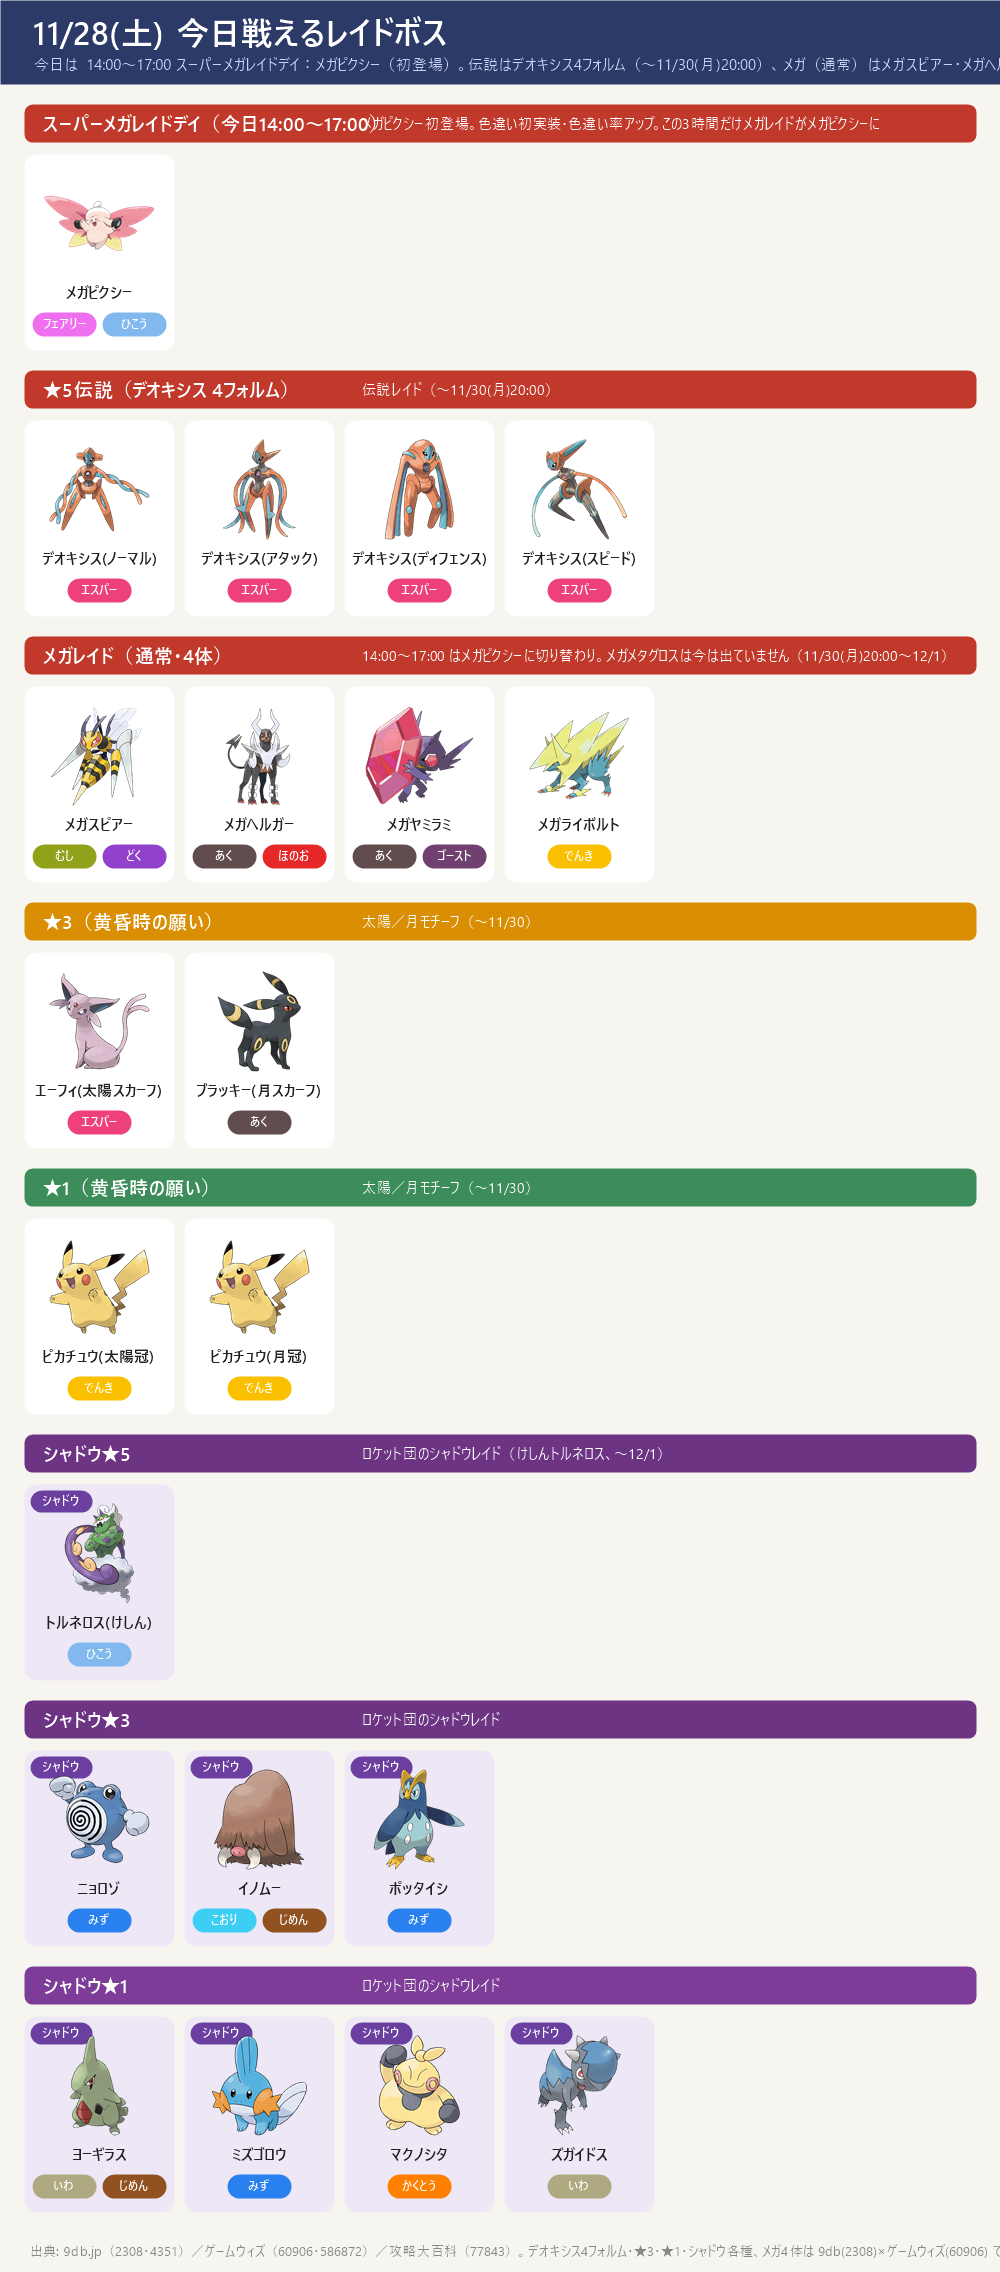 11/28(土) 今日戦えるレイドボス
今日は 14:00〜17:00 スーパーメガレイドデイ：メガピクシー（初登場）。伝説はデオキシス4フォルム（〜11/30(月)20:00）、メガ（通常）はメガスピアー・メガヘル
スーパーメガレイドデイ（今日14:00〜17:00） メガピクシー初登場。色違い初実装・色違い率アップ。この3時間だけメガレイドがメガピクシーに
メガピクシー
フェアリー ひこう
★5伝説（デオキシス 4フォルム） 伝説レイド（〜11/30(月)20:00）
デオキシス(ノーマル) デオキシス(アタック) デオキシス(ディフェンス) デオキシス(スピード)
エスパー エスパー エスパー エスパー
メガレイド（通常・4体） 14:00〜17:00 はメガピクシーに切り替わり。メガメタグロスは今は出ていません（11/30(月)20:00〜12/1）
メガスピアー メガヘルガー メガヤミラミ メガライボルト
むし どく あく ほのお あく ゴースト でんき
★3（黄昏時の願い） 太陽／月モチーフ（〜11/30）
エーフィ(太陽スカーフ) ブラッキー(月スカーフ)
エスパー あく
★1（黄昏時の願い） 太陽／月モチーフ（〜11/30）
ピカチュウ(太陽冠) ピカチュウ(月冠)
でんき でんき
シャドウ★5 ロケット団のシャドウレイド（けしんトルネロス、〜12/1）
シャドウ
トルネロス(けしん)
ひこう
シャドウ★3 ロケット団のシャドウレイド
シャドウ シャドウ シャドウ
ニョロゾ イノムー ポッタイシ
みず こおり じめん みず
シャドウ★1 ロケット団のシャドウレイド
シャドウ シャドウ シャドウ シャドウ
ヨーギラス ミズゴロウ マクノシタ ズガイドス
いわ じめん みず かくとう いわ
出典: 9db.jp（2308・4351）／ゲームウィズ（60906・586872）／攻略大百科（77843）。デオキシス4フォルム・★3・★1・シャドウ各種、メガ4体は 9db(2308)×ゲームウィズ(60906) で